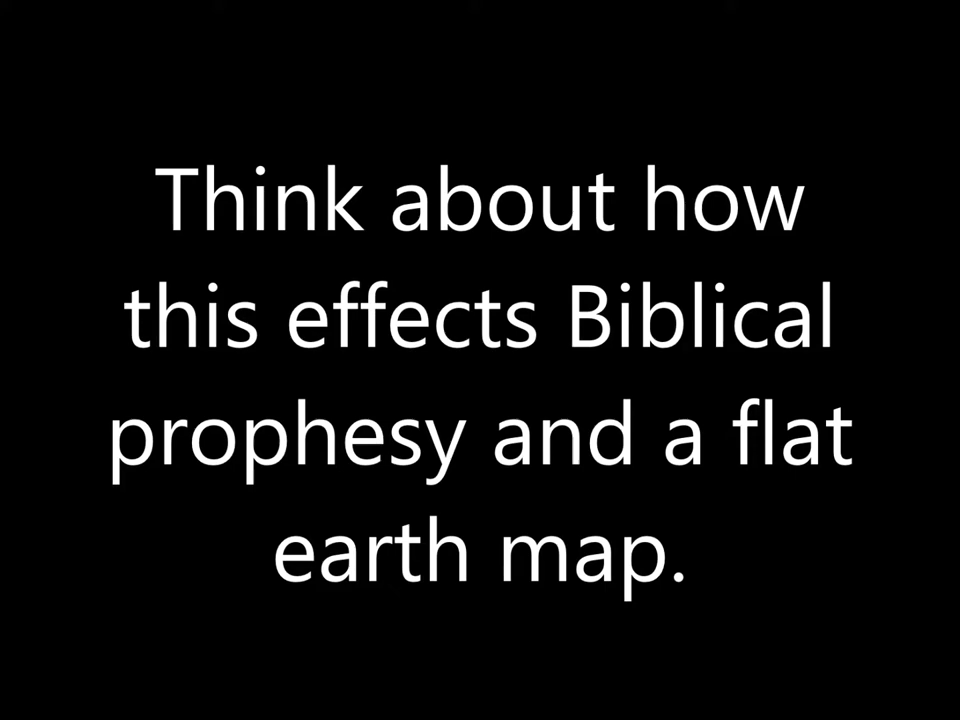 Think about how
this effects Biblical
prophesy and a flat
earth map.